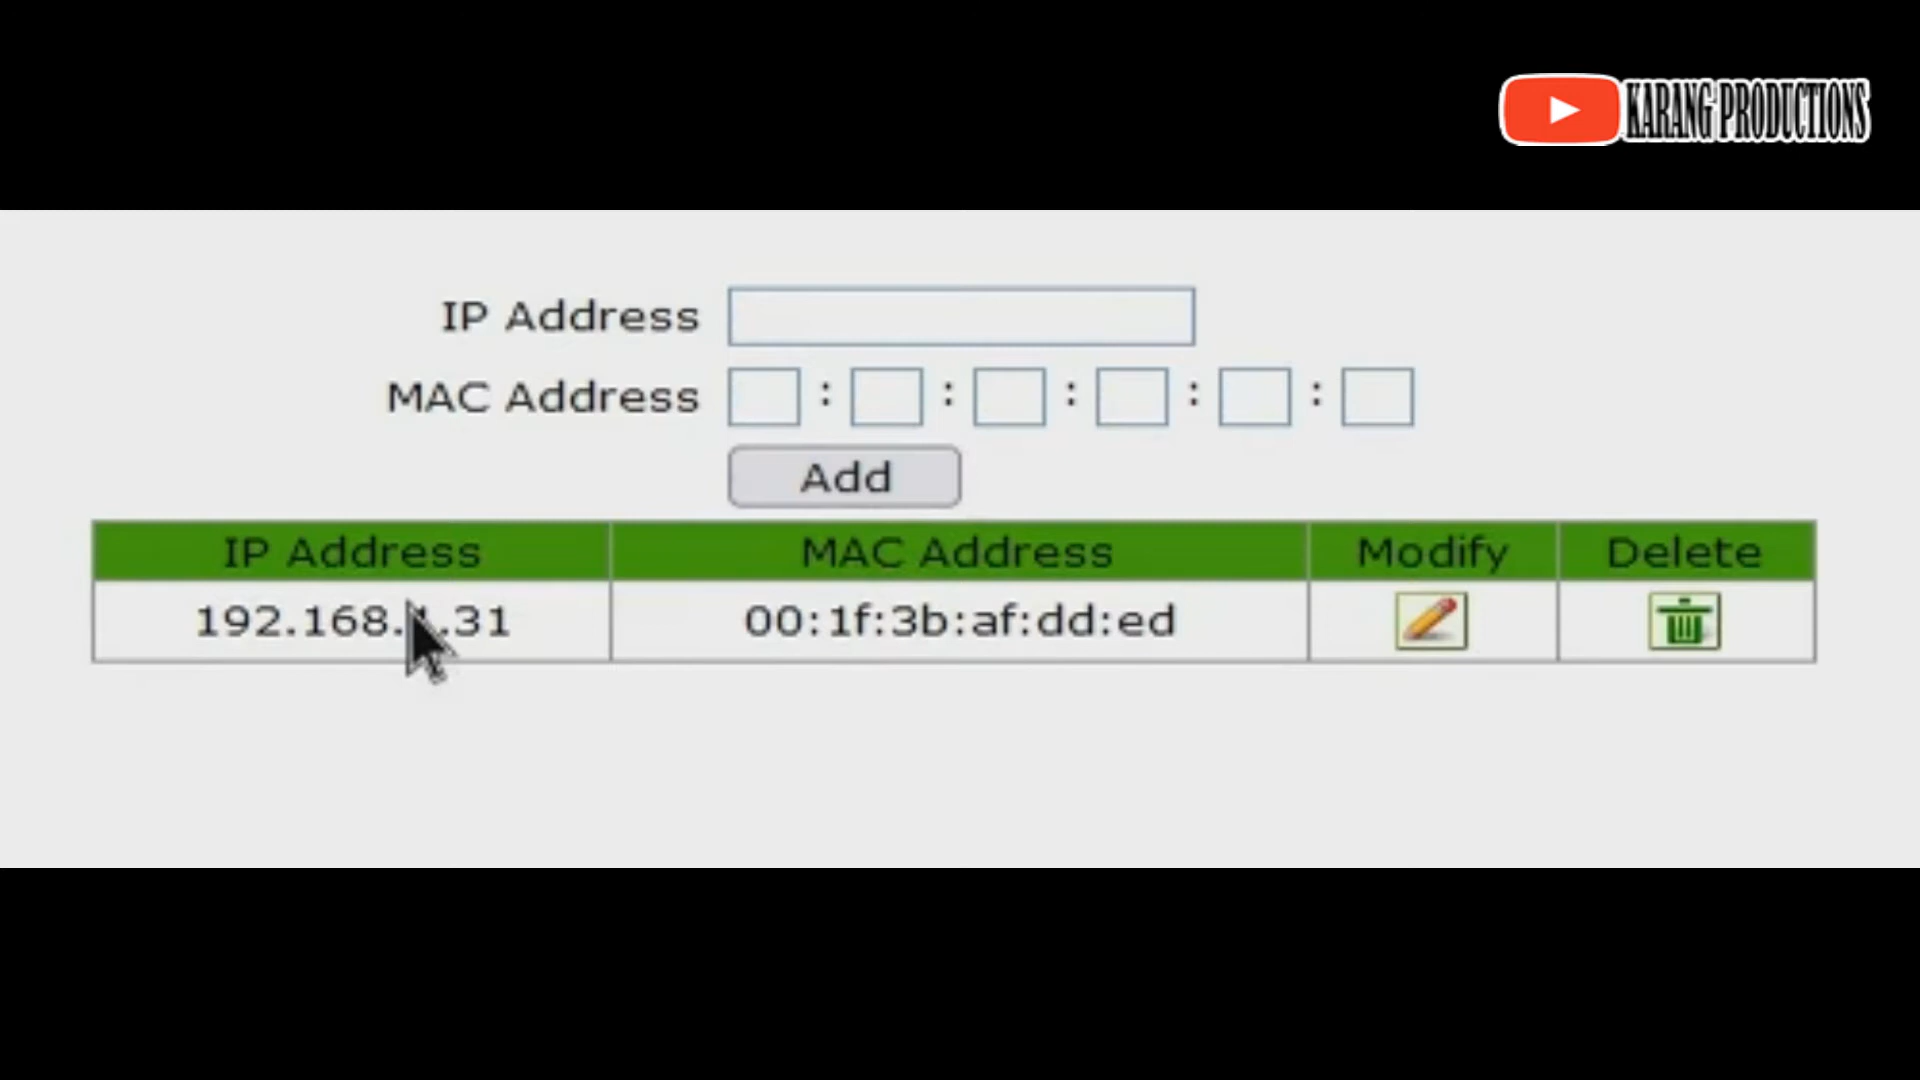 KARANG PRODUCTIONS
IP Address
MAC Address : : : : :
Add
IP Address MAC Address Modify Delete
00:1f:3b:af:dd:ed